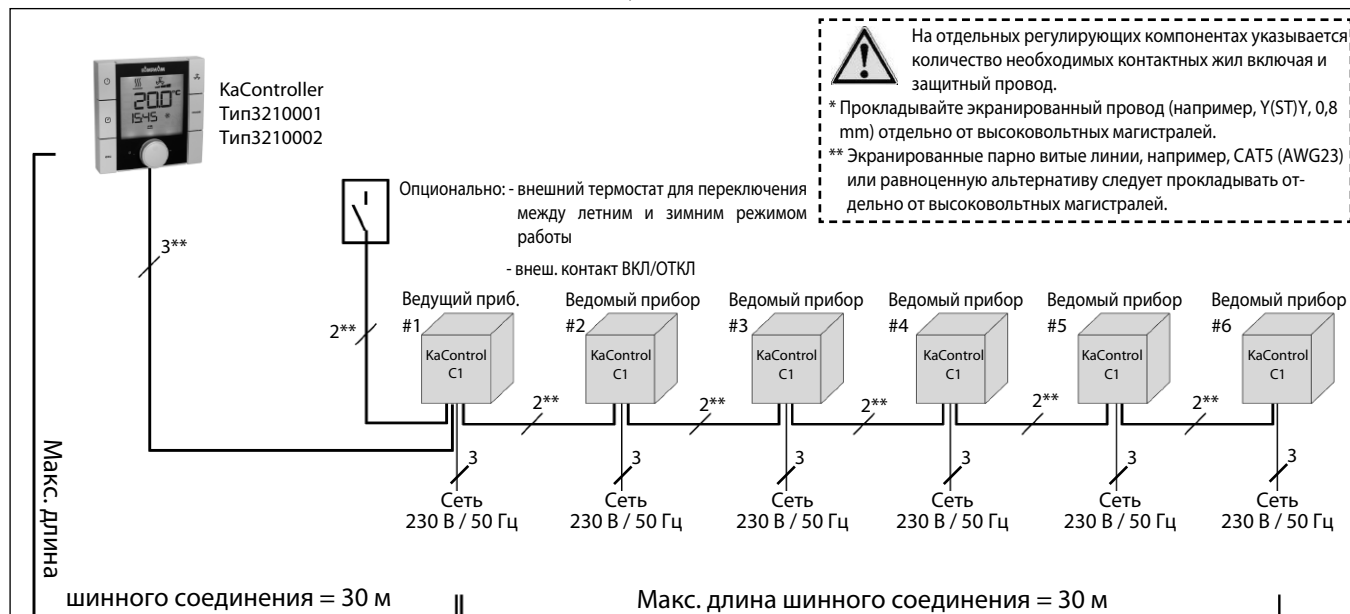 KaController
Тип3210001
Тип3210002
20.0°C
15:45
На отдельных регулирующих компонентах указывается
количество необходимых контактных жил включая и
защитный провод.
* Прокладывайте экранированный провод (например, Y(ST)Y, 0,8
mm) отдельно от высоковольтных магистралей.
** Экранированные парно витые линии, например, CAT5 (AWG23)
или равноценную альтернативу следует прокладывать от-
дельно от высоковольтных магистралей.
Опционально: - внешний термостат для переключения
между летним и зимним режимом
работы
- внеш. контакт ВКЛ/ОТКЛ
3**
2**
Ведущий приб.
#1
KaControl
C1
Ведомый прибор
#2
KaControl
C1
Ведомый прибор
#3
KaControl
C1
Ведомый прибор
#4
KaControl
C1
Ведомый прибор
#5
KaControl
C1
Ведомый прибор
#6
KaControl
C1
2**
2**
2**
2**
2**
3
3
3
3
3
3
Сеть
230 В / 50 Гц
Сеть
230 В / 50 Гц
Сеть
230 В / 50 Гц
Сеть
230 В / 50 Гц
Сеть
230 В / 50 Гц
Сеть
230 В / 50 Гц
Макс. длина
шинного соединения = 30 м
Макс. длина шинного соединения = 30 м